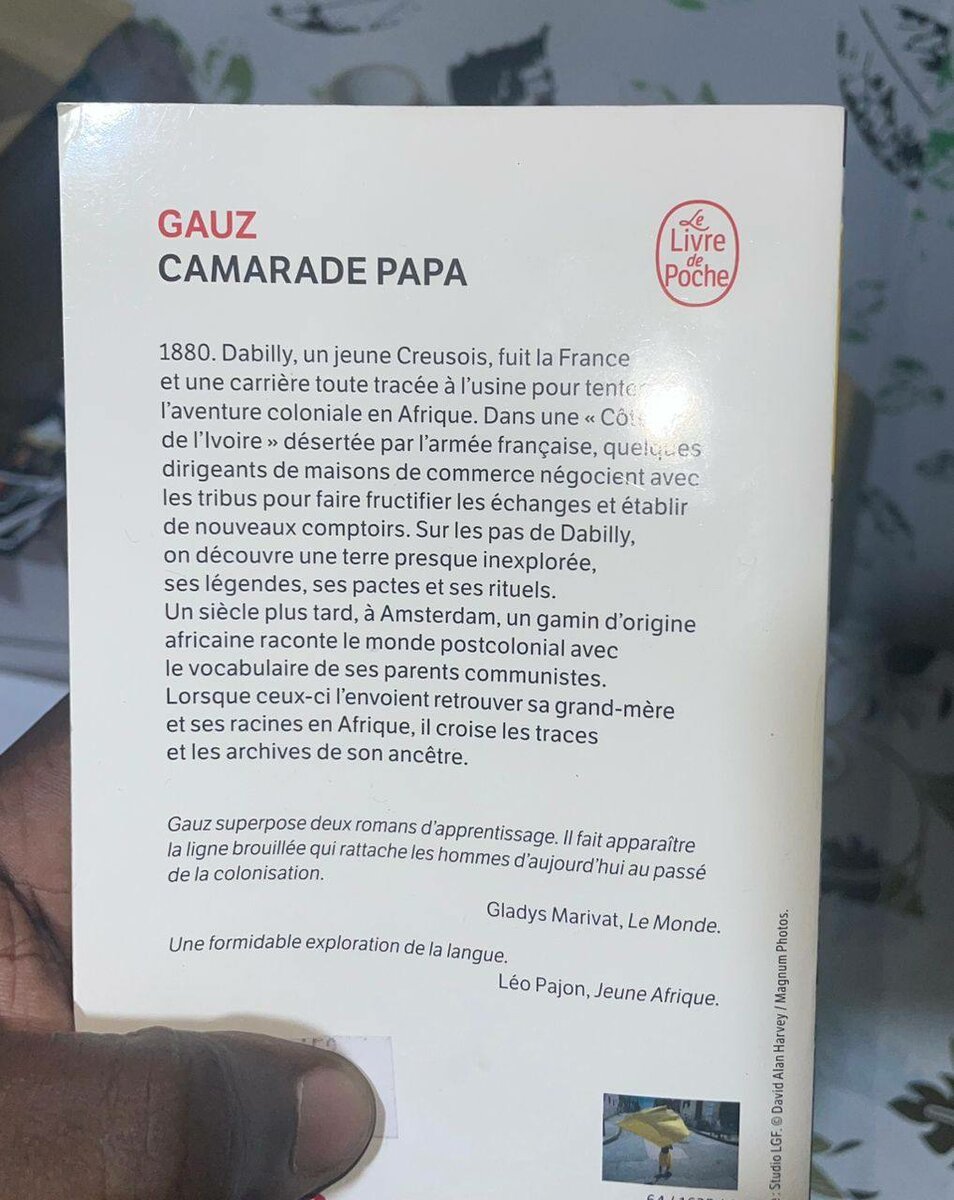 GAUZ
CAMARADE PAPA
Le
Livre
de
Poche
1880. Dabilly, un jeune Creusois, fuit la France
et une carrière toute tracée à l'usine pour
l'aventure coloniale en Afrique. Dans une «
de l'Ivoire » désertée par l'armée française, quelques
dirigeants de maisons de commerce négocient avec
les tribus pour faire fructifier les échanges et établir
de nouveaux comptoirs. Sur les pas de Dabilly,
on découvre une terre presque inexplorée,
ses légendes, ses pactes et ses rituels.
Un siècle plus tard, à Amsterdam, un gamin d'origine
africaine raconte le monde postcolonial avec
le vocabulaire de ses parents communistes.
Lorsque ceux-ci l'envoient retrouver sa grand-mère
et ses racines en Afrique, il croise les traces
et les archives de son ancêtre.
Gauz superpose deux romans d'apprentissage. Il fait apparaître
la ligne brouillée qui rattache les hommes d'aujourd'hui au passé
de la colonisation.
Gladys Marivat, Le Monde.
Une formidable exploration de la langue.
Léo Pajon, Jeune Afrique.
: Studio LGF. © David Alan Harvey / Magnum Photos.